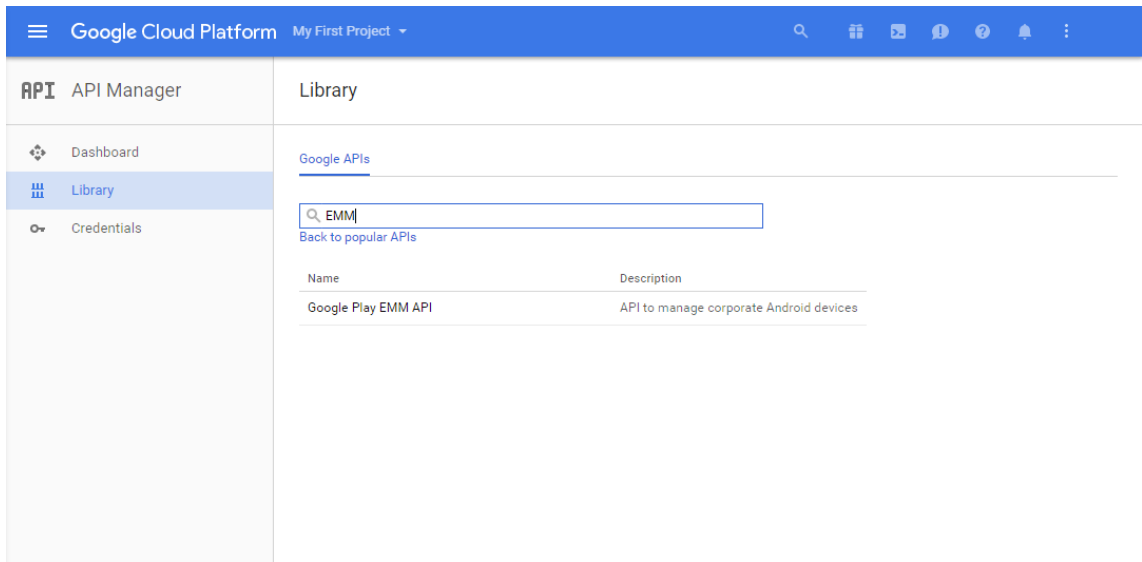 Google Cloud Platform My First Project
API API Manager
Library
Dashboard
Google APIs
Library
EMM
Credentials
Back to popular APIs
Name Description
Google Play EMM API API to manage corporate Android devices